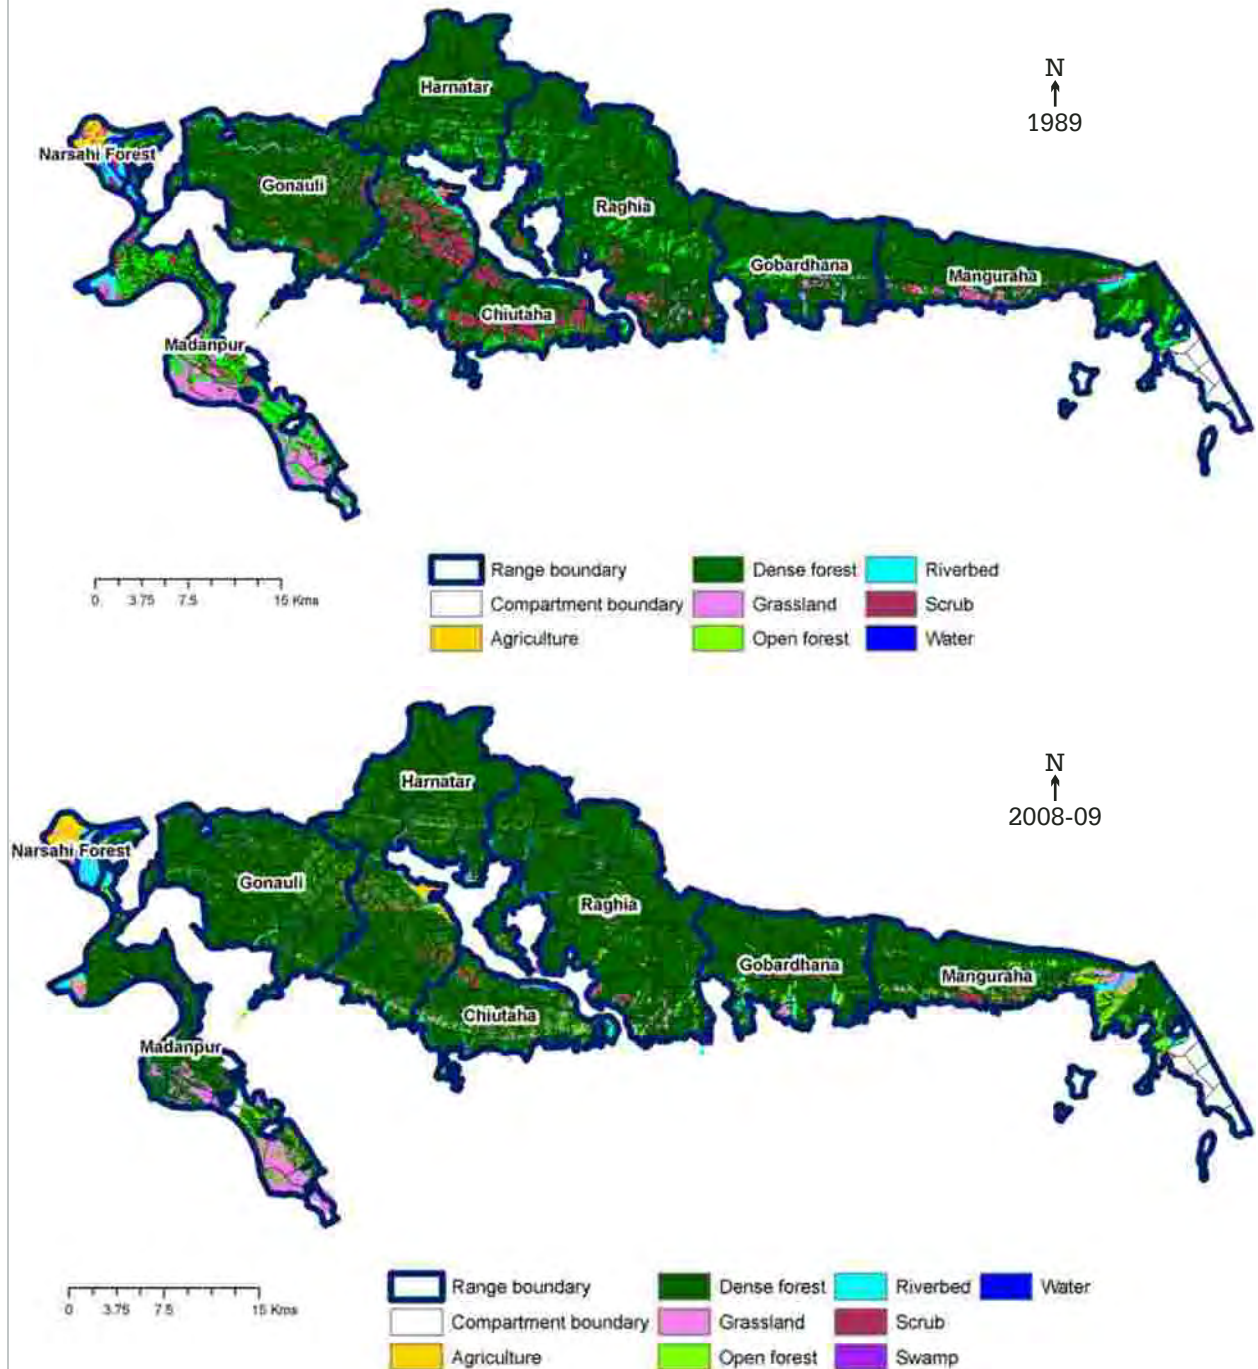 N
1989
Harnatar
Narsahi Forest
Gonauli
Raghia
Gobardhana
Manguraha
Chiutaha
Madanpur
Range boundary
Dense forest
Riverbed
Compartment boundary
Grassland
Scrub
Agriculture
Open forest
Water
0 3.75 7.5 15 Kms
N
2008-09
Harnatar
Narsahi Forest
Gonauli
Raghia
Gobardhana
Manguraha
Chiutaha
Madanpur
Range boundary
Dense forest
Riverbed
Water
Compartment boundary
Grassland
Scrub
Agriculture
Open forest
Swamp
0 3.75 7.5 15 Kms